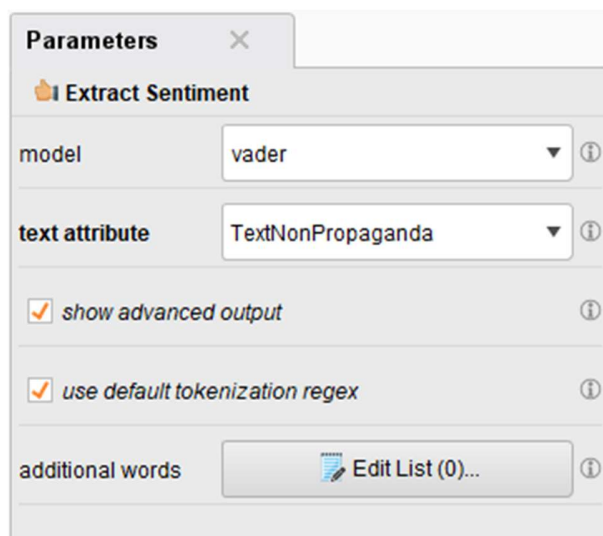 Parameters
Extract Sentiment
model vader
text attribute TextNonPropaganda
show advanced output
use default tokenization regex
additional words Edit List (0)...